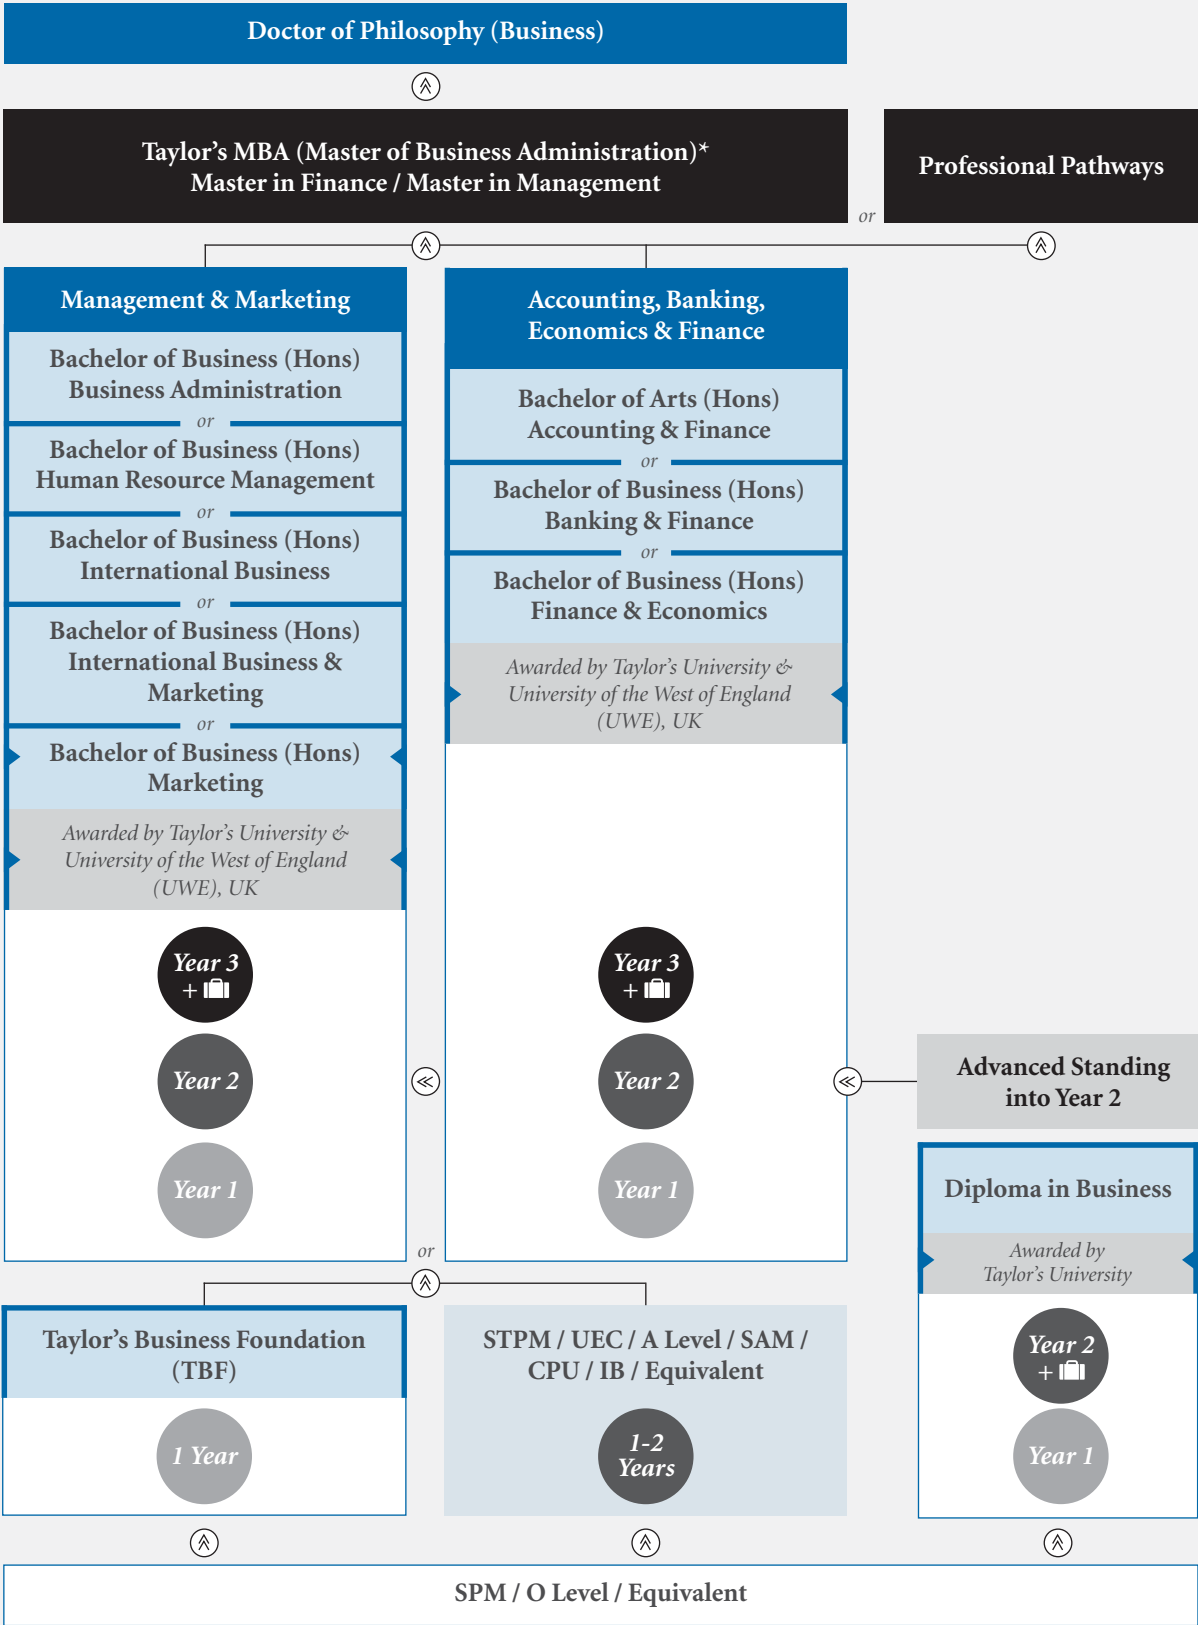 Doctor of Philosophy (Business)
Taylor's MBA (Master of Business Administration)*
Master in Finance / Master in Management
or
Professional Pathways
Management & Marketing
Bachelor of Business (Hons)
Business Administration
or
Bachelor of Business (Hons)
Human Resource Management
or
Bachelor of Business (Hons)
International Business
or
Bachelor of Business (Hons)
International Business &
Marketing
or
Bachelor of Business (Hons)
Marketing
Awarded by Taylor's University &
University of the West of England
(UWE), UK
Year 3
+
Year 2
Year 1
Accounting, Banking,
Economics & Finance
Bachelor of Arts (Hons)
Accounting & Finance
or
Bachelor of Business (Hons)
Banking & Finance
or
Bachelor of Business (Hons)
Finance & Economics
Awarded by Taylor's University &
University of the West of England
(UWE), UK
Year 3
+
Year 2
Year 1
Advanced Standing
into Year 2
Diploma in Business
Awarded by
Taylor's University
Year 2
+
Year 1
or
Taylor's Business Foundation
(TBF)
1 Year
STPM / UEC / A Level / SAM /
CPU / IB / Equivalent
1-2
Years
SPM / O Level / Equivalent